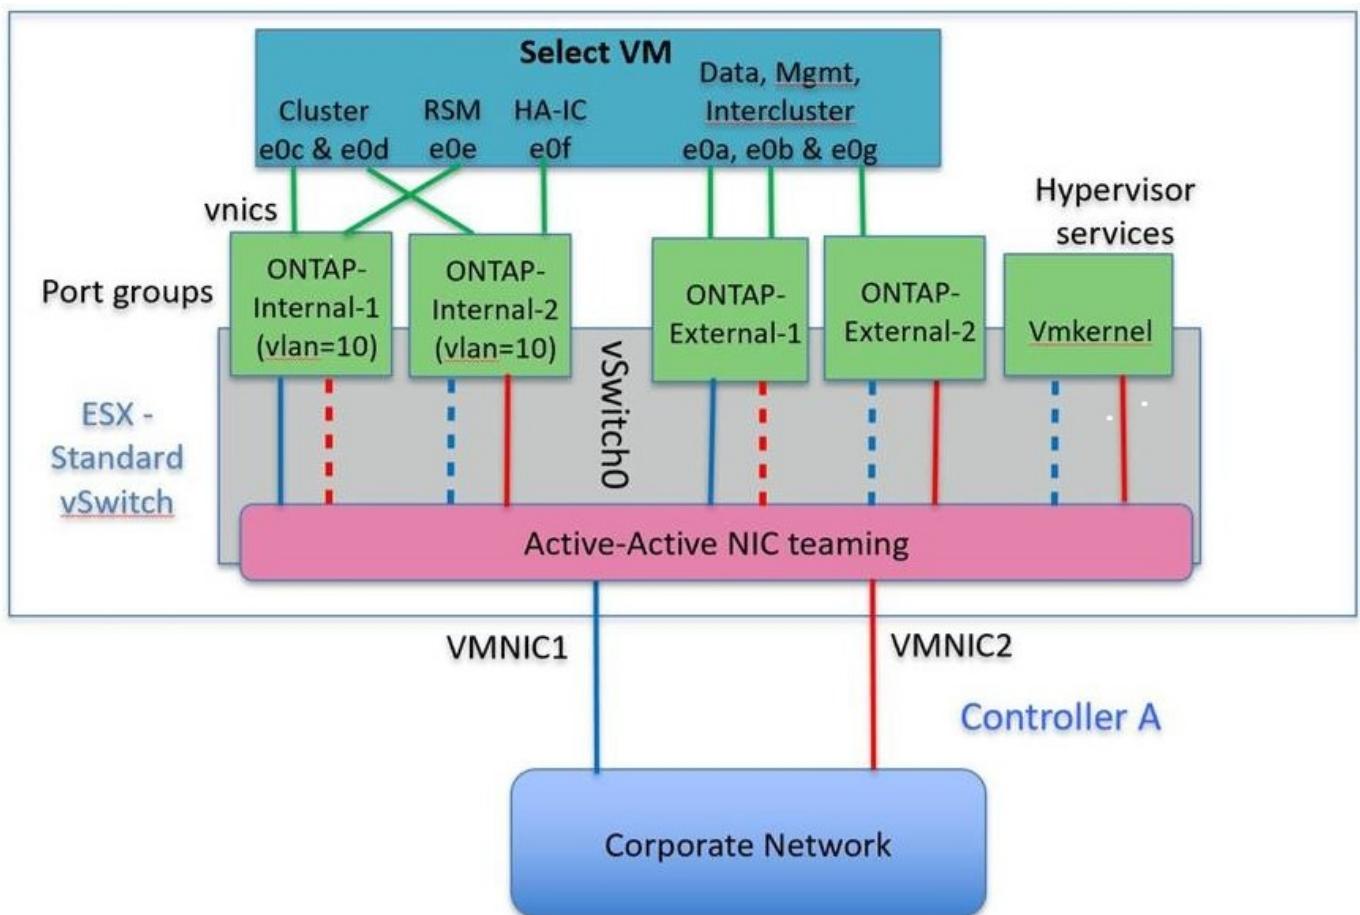 Select VM
Cluster
e0c & e0d
RSM
e0e
HA-IC
e0f
Data, Mgmt,
Intercluster
e0a, e0b & e0g
vnics
Hypervisor
services
Port groups
ONTAP-
Internal-1
(vlan=10)
ONTAP-
Internal-2
(vlan=10)
ONTAP-
External-1
ONTAP-
External-2
Vmkernel
vSwitch0
ESX -
Standard
vSwitch
Active-Active NIC teaming
VMNIC1
VMNIC2
Controller A
Corporate Network